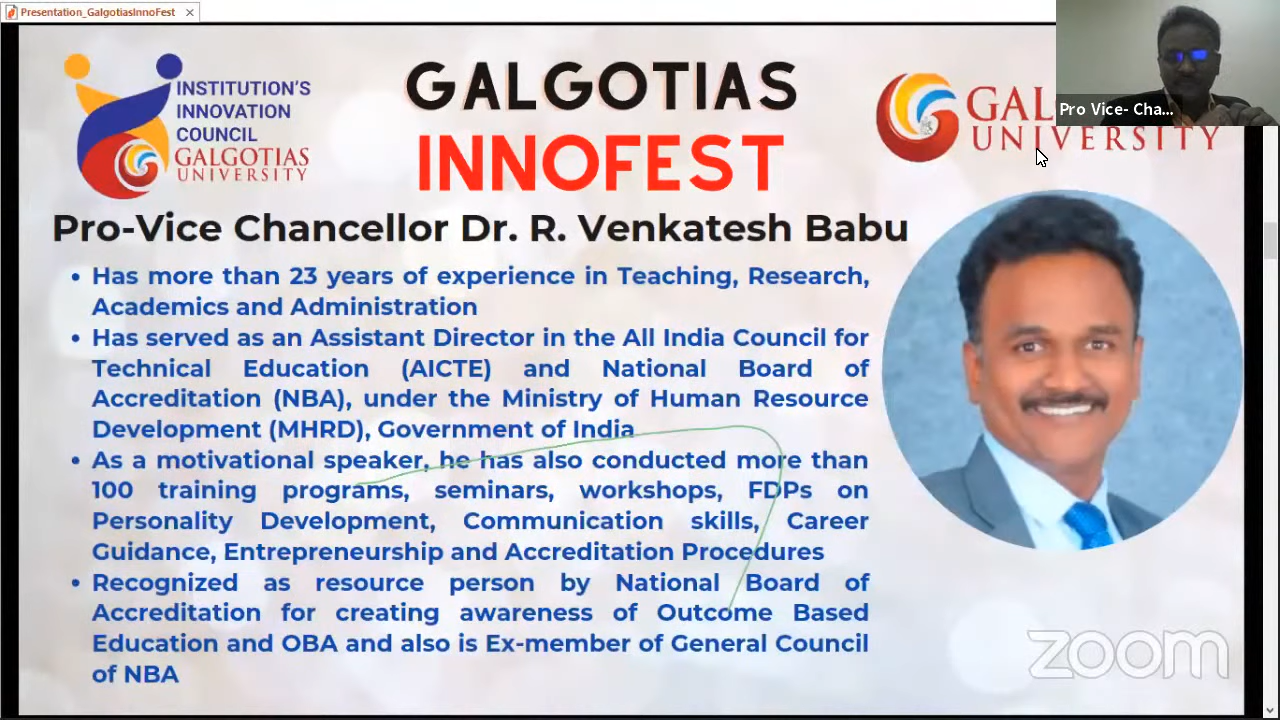 Presentation_GalgotiasInnoFest
INSTITUTION'S
INNOVATION
COUNCIL
GALGOTIAS
UNIVERSITY
GALGOTIAS
INNOFEST
GAL
UNIVERSITY
Pro Vice- Cha...
Pro-Vice Chancellor Dr. R. Venkatesh Babu
• Has more than 23 years of experience in Teaching, Research,
Academics and Administration
• Has served as an Assistant Director in the All India Council for
Technical Education (AICTE) and National Board of
Accreditation (NBA), under the Ministry of Human Resource
Development (MHRD), Government of India
• As a motivational speaker, he has also conducted more than
100 training programs, seminars, workshops, FDPs on
Personality Development, Communication skills, Career
Guidance, Entrepreneurship and Accreditation Procedures
• Recognized as resource person by National Board of
Accreditation for creating awareness of Outcome Based
Education and OBA and also is Ex-member of General Council
of NBA
zoom